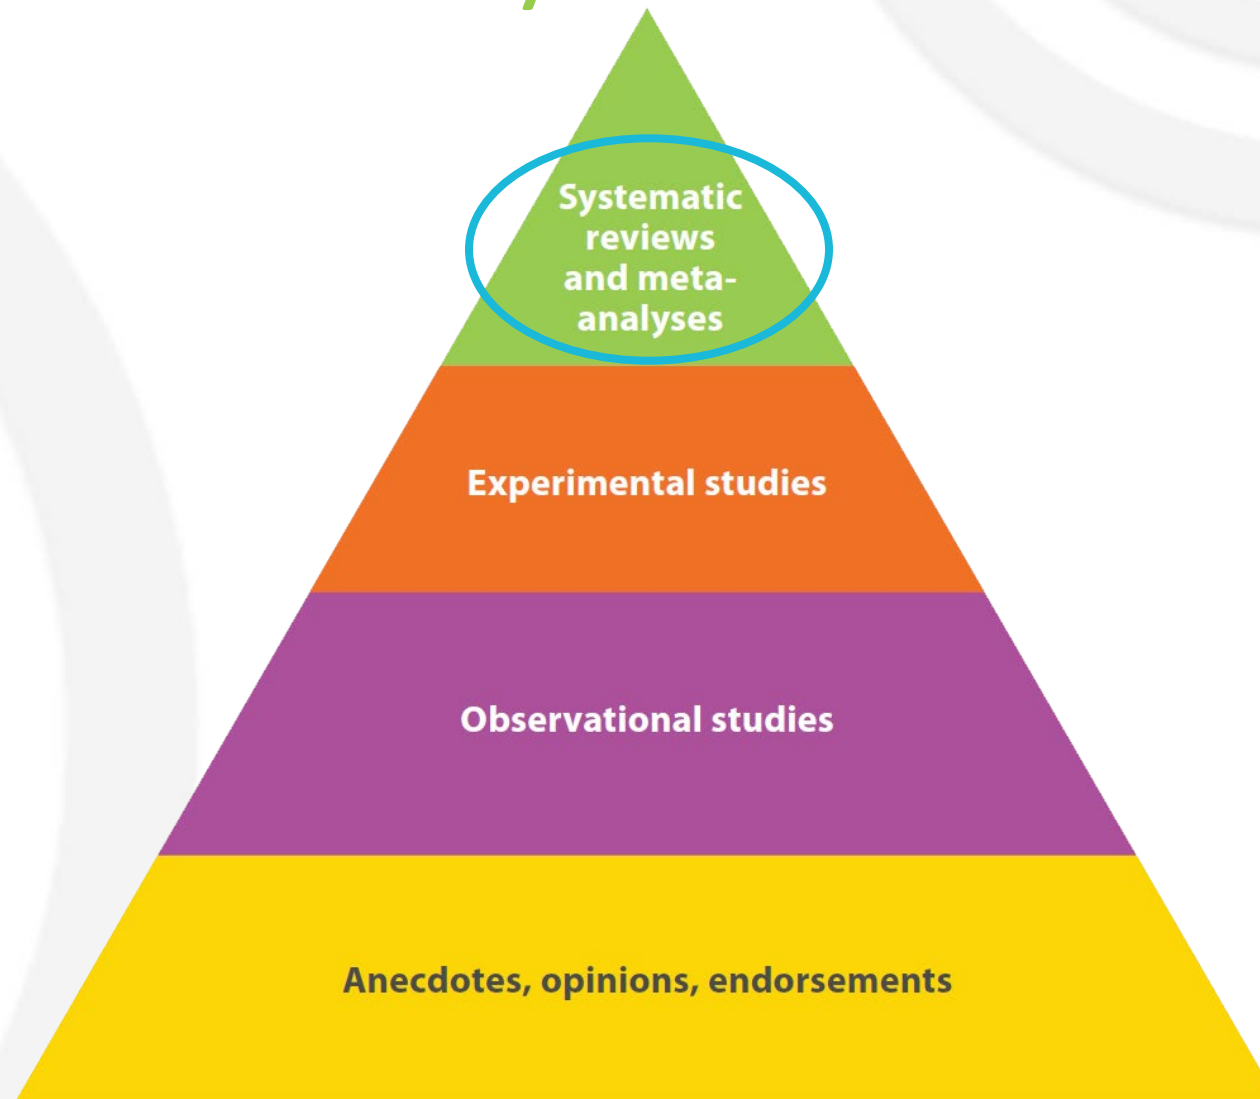 Systematic
reviews
and meta-
analyses
Experimental studies
Observational studies
Anecdotes, opinions, endorsements